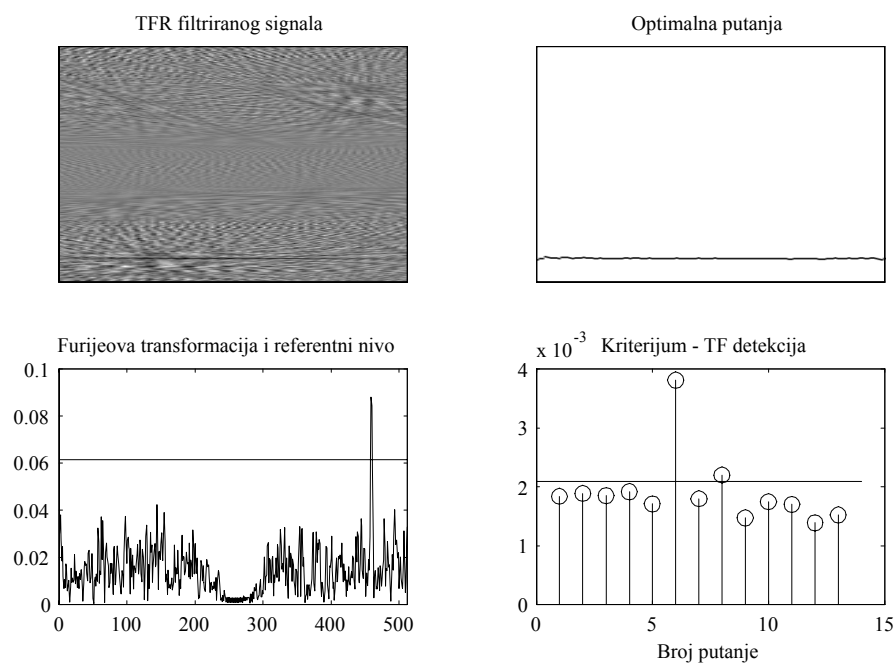 TFR filtriranog signala
Optimalna putanja
Furijeova transformacija i referentni nivo
0.1
0.08
0.06
0.04
0.02
0
0 100 200 300 400 500
x 10^-3
Kriterijum - TF detekcija
4
3
2
1
0
0 5 10 15
Broj putanje